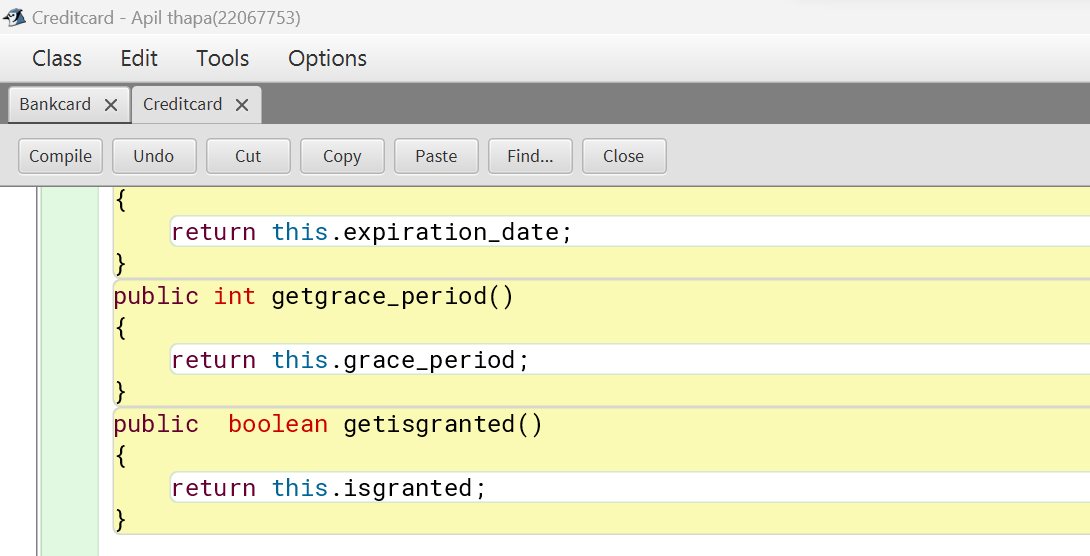 Creditcard - Apil thapa(22067753)
Class Edit Tools Options
Bankcard Creditcard
Compile Undo Cut Copy Paste Find... Close
{
return this.expiration_date;
}
public int getgrace_period()
{
return this.grace_period;
}
public  boolean getisgranted()
{
return this.isgranted;
}